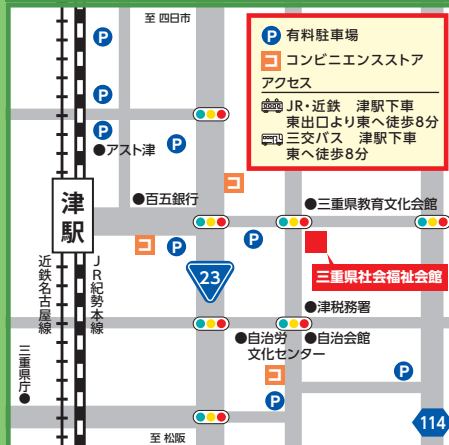 至 四日市
P 有料駐車場
コンビニエンスストア
アクセス
JR・近鉄 津駅下車
東出口より東へ徒歩8分
三交バス 津駅下車
東へ徒歩8分
P
P
P
P
●アスト津
コ
●百五銀行
●三重県教育文化会館
津駅
コ
P
P
三重県社会福祉会館
23
近鉄名古屋線
JR紀勢本線
●津税務署
●自治労
文化センター
●自治会館
三重県庁●
コ
P
P
114
至 松阪